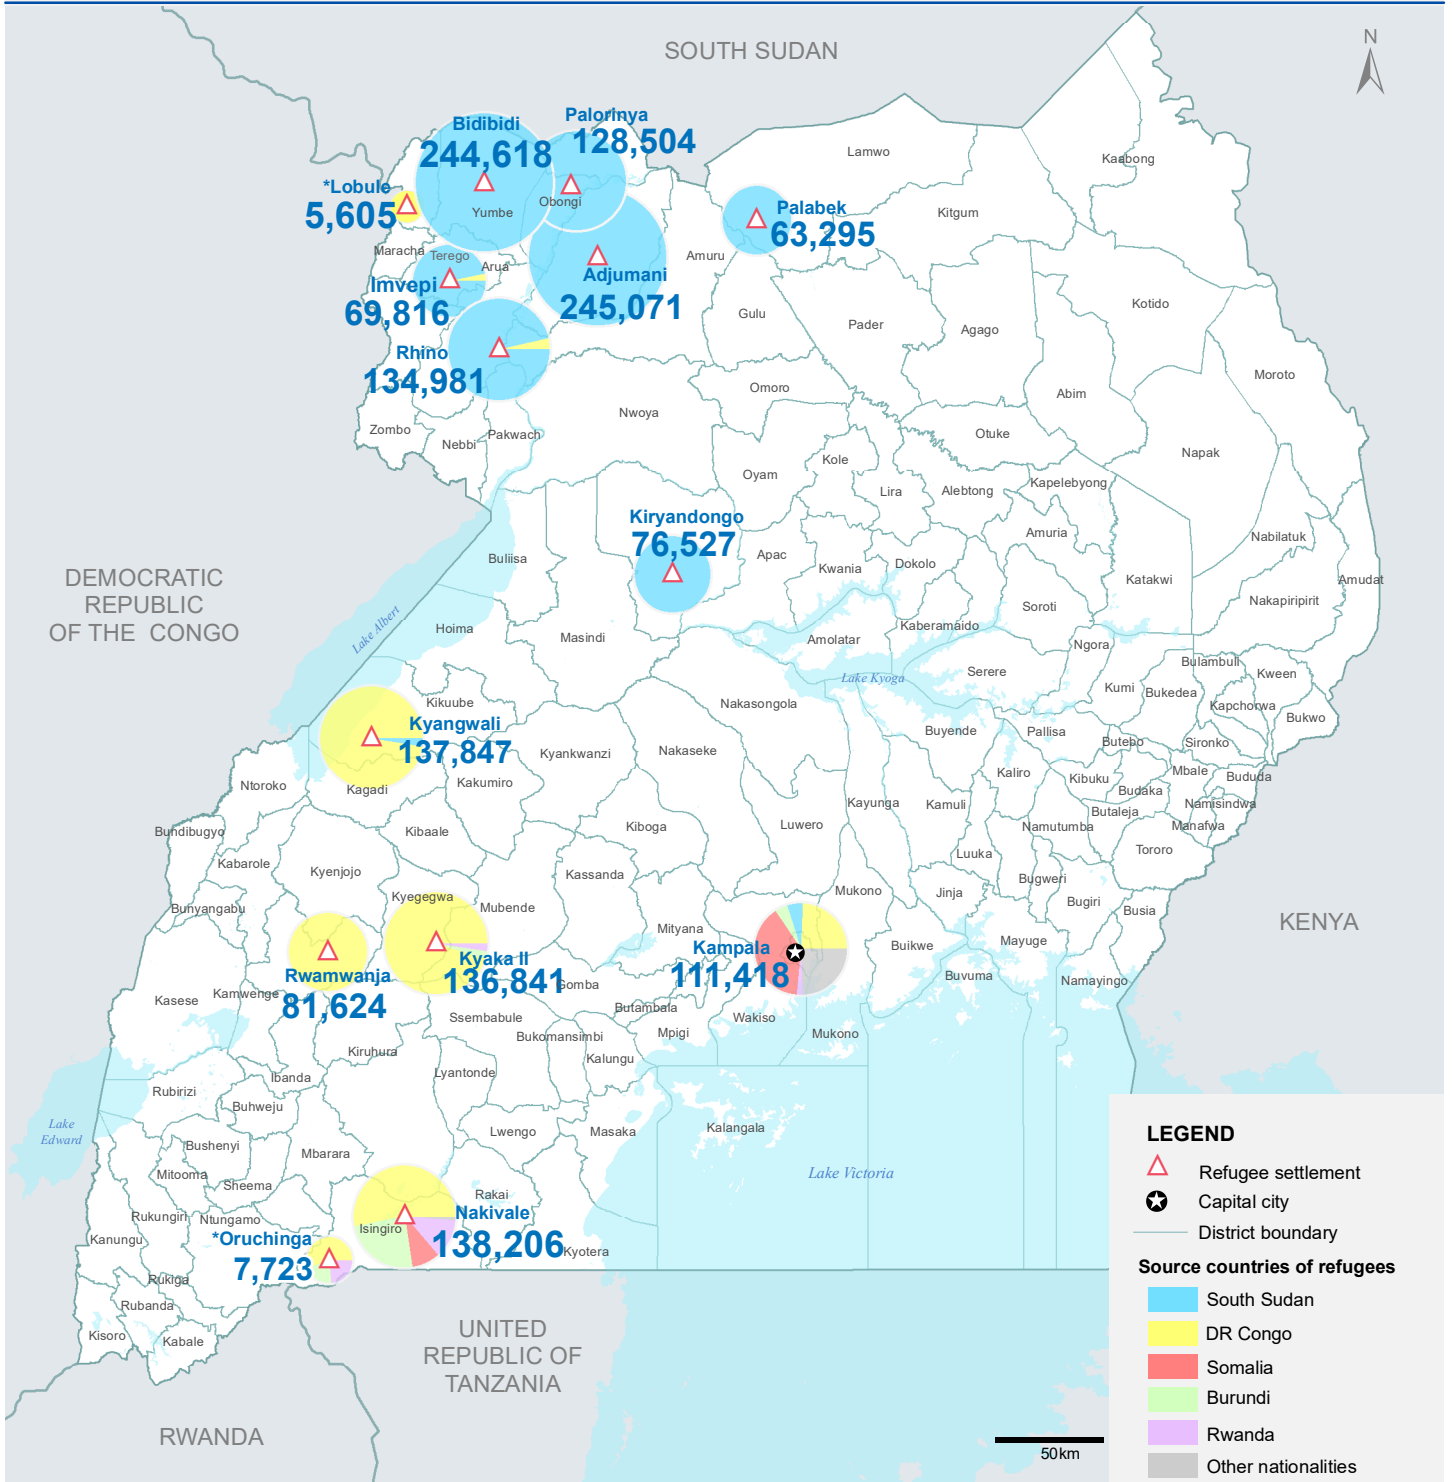 SOUTH SUDAN
N
Palorinya
128,504
Bidibidi
244,618
Lamwo
Kaabong
*Lobule
5,605
Yumbe
Obongi
Palabek
63,295
Kitgum
Maracha
Terego
Arua
Amuru
Imvepi
69,816
Adjumani
245,071
Gulu
Pader
Agago
Kotido
Rhino
134,981
Moroto
Omoro
Abim
Nwoya
Zombo
Nebbi
Pakwach
Otuke
Napak
Kole
Oyam
Lira
Alebtong
Kapelebyong
Kiryandongo
76,527
Amuria
Nabilatuk
Buliisa
Apac
Kwania
Dokolo
Katakwi
Amudat
DEMOCRATIC
REPUBLIC
OF THE CONGO
Nakapiripirit
Soroti
Lake Albert
Hoima
Masindi
Amolatar
Kaberamaido
Ngora
Bulambuli
Kween
Lake Kyoga
Serere
Kumi
Bukedea
Kapchorwa
Bukwo
Kikuube
Nakasongola
Kyangwali
137,847
Buyende
Pallisa
Butebo
Sironko
Kyankwanzi
Nakaseke
Kaliro
Kibuku
Mbale
Bududa
Ntoroko
Kagadi
Kakumiro
Budaka
Kayunga
Kamuli
Butaleja
Namisindwa
Bundibugyo
Kibaale
Kiboga
Luwero
Namutumba
Manafwa
Kabarole
Kyenjojo
Kassanda
Luuka
Tororo
Bugweri
Kyegegwa
Mubende
Mukono
Jinja
Bugiri
Busia
Bunyangabu
Mityana
KENYA
Kampala
111,418
Buikwe
Mayuge
Kyaka II
136,841
Rwamwanja
81,624
Gomba
Buvuma
Namayingo
Kasese
Kamwenge
Butambala
Ssembabule
Wakiso
Mukono
Bukomansimbi
Mpigi
Kiruhura
Kalungu
Lyantonde
Ibanda
Rubirizi
Buhweju
Lake
Edward
Lwengo
Masaka
Kalangala
Bushenyi
Mbarara
Mitooma
Sheema
Lake Victoria
Rakai
Rukungiri
Ntungamo
Isingiro
Nakivale
138,206
Kanungu
*Oruchinga
7,723
Kyotera
Rukiga
Rubanda
Kisoro
Kabale
UNITED
REPUBLIC OF
TANZANIA
RWANDA
50km
LEGEND
Refugee settlement
Capital city
District boundary
Source countries of refugees
South Sudan
DR Congo
Somalia
Burundi
Rwanda
Other nationalities